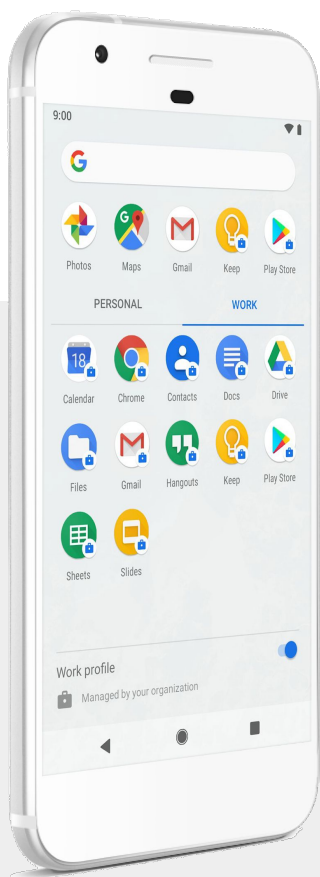 9:00
G
Photos Maps Gmail Keep Play Store
PERSONAL WORK
18
Calendar Chrome Contacts Docs Drive
Files Gmail Hangouts Keep Play Store
Sheets Slides
Work profile
Managed by your organization